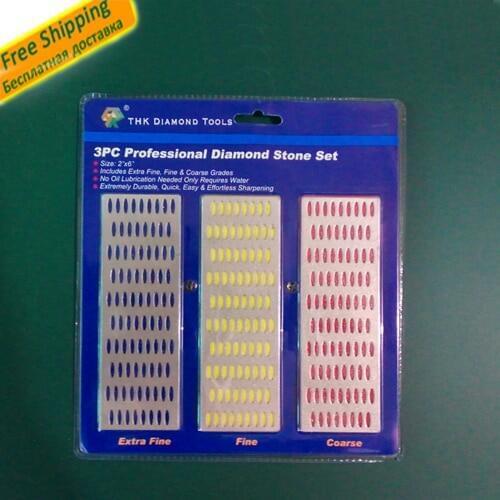 Free Shipping
Бесплатная доставка
© THK DIAMOND TOOLS
3PC Professional Diamond Stone Set
Size: 2"x6"
Includes Extra Fine, Fine & Coarse Grades
No Oil Lubrication Needed Only Requires Water
Extremely Durable, Quick, Easy & Effortless Sharpening
Extra Fine
Fine
Coarse